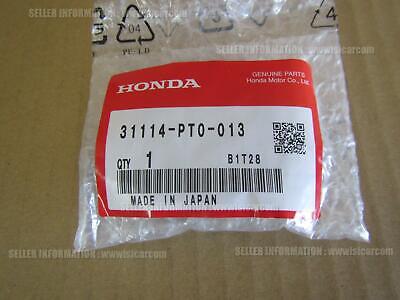 04
PE-LD
HONDA
GENUINE PARTS
Honda Motor Co., Ltd.
31114-PT0-013
QTY 1 B1T28
MADE IN JAPAN
SELLER INFORMATION : www.isicar.com
SELLER INFORMATION : www.isicar.com
SELLER INFORMATION : www.isicar.com